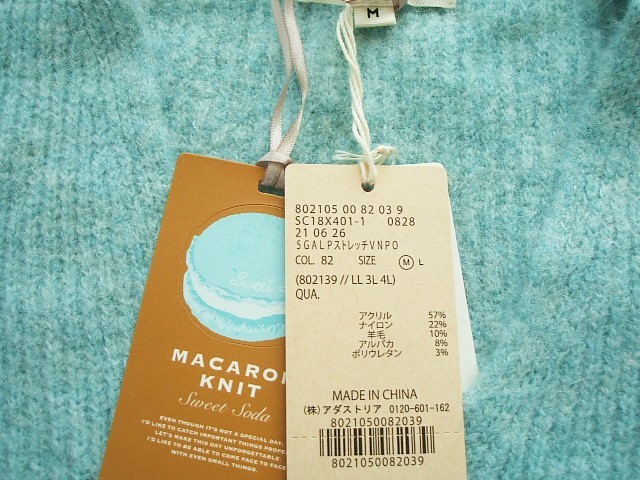 M
802105 00 82 03 9
SC18X401-1 0828
21 06 26
5GALPストレッチVNPO
COL. 82 SIZE M L
(802139 // LL 3L 4L)
QUA.
アクリル 57%
ナイロン 22%
羊毛 10%
アルパカ 8%
ポリウレタン 3%
MADE IN CHINA
(株)アダストリア 0120-601-162
8021050082039
8021050082039
Sweet
MACARON
KNIT
Sweet Soda
EVEN THOUGH IT'S NOT A SPECIAL DAY,
I'D LIKE TO CATCH IMPORTANT THINGS PROPE
LET'S MAKE THIS DAY UNFORGETTABLE.
I'D LIKE TO BE ABLE TO COME FACE TO FACE
WITH EVEN SMALL THINGS.